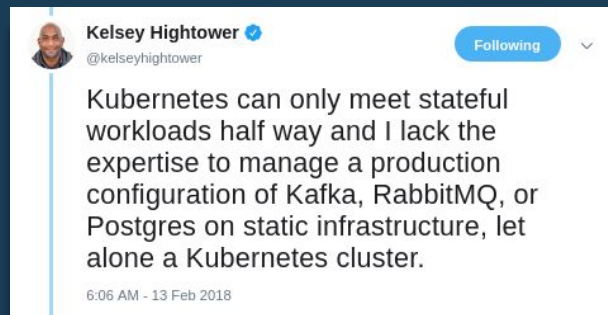 Kelsey Hightower
@kelseyhightower
Following
Kubernetes can only meet stateful
workloads half way and I lack the
expertise to manage a production
configuration of Kafka, RabbitMQ, or
Postgres on static infrastructure, let
alone a Kubernetes cluster.
6:06 AM - 13 Feb 2018